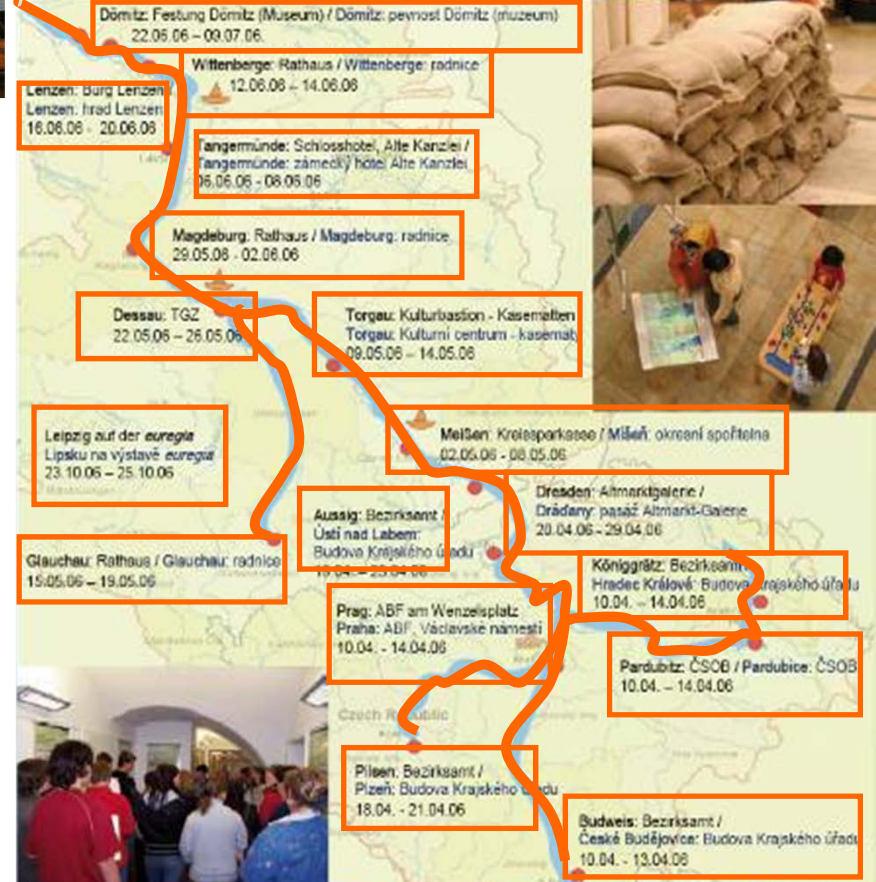 Dömitz: Festung Dömitz (Museum) / Dömitz: pevnost Dömitz (muzeum)
22.06.06 – 09.07.06.
Wittenberge: Rathaus / Wittenberge: radnice
12.06.06 – 14.06.06
Lenzen: Burg Lenzen /
Lenzen: hrad Lenzen
16.06.06 - 20.06.06
Tangermünde: Schlosshotel, Alte Kanzlei /
Tangermünde: zámecký hotel Alte Kanzlei
06.06.06 - 08.06.06
Magdeburg: Rathaus / Magdeburg: radnice
29.05.06 - 02.06.06
Dessau: TGZ
22.05.06 – 26.05.06
Torgau: Kulturbastion - Kasematten
Torgau: Kulturní centrum - kasematy
09.05.06 – 14.05.06
Leipzig auf der euregia
Lipsku na výstavě euregia
23.10.06 – 25.10.06
Meißen: Kreissparkasse / Míšeň: okresní spořitelna
02.05.06 - 08.05.06
Dresden: Altmarktgalerie /
Drážďany: pasáž Altmarkt-Galerie
20.04.06 - 29.04.06
Aussig: Bezirksamt /
Ústí nad Labem:
Budova Krajského úřadu
Glauchau: Rathaus / Glauchau: radnice
15.05.06 – 19.05.06
Königgrätz: Bezirksamt
Hradec Králové: Budova Krajského úřadu
10.04. – 14.04.06
Prag: ABF am Wenzelsplatz
Praha: ABF, Václavské náměstí
10.04. - 14.04.06
Pardubitz: ČSOB / Pardubice: ČSOB
10.04. – 14.04.06
Czech Republic
Pilsen: Bezirksamt /
Plzeň: Budova Krajského úřadu
18.04. - 21.04.06
Budweis: Bezirksamt /
České Budějovice: Budova Krajského úřadu
10.04. - 13.04.06